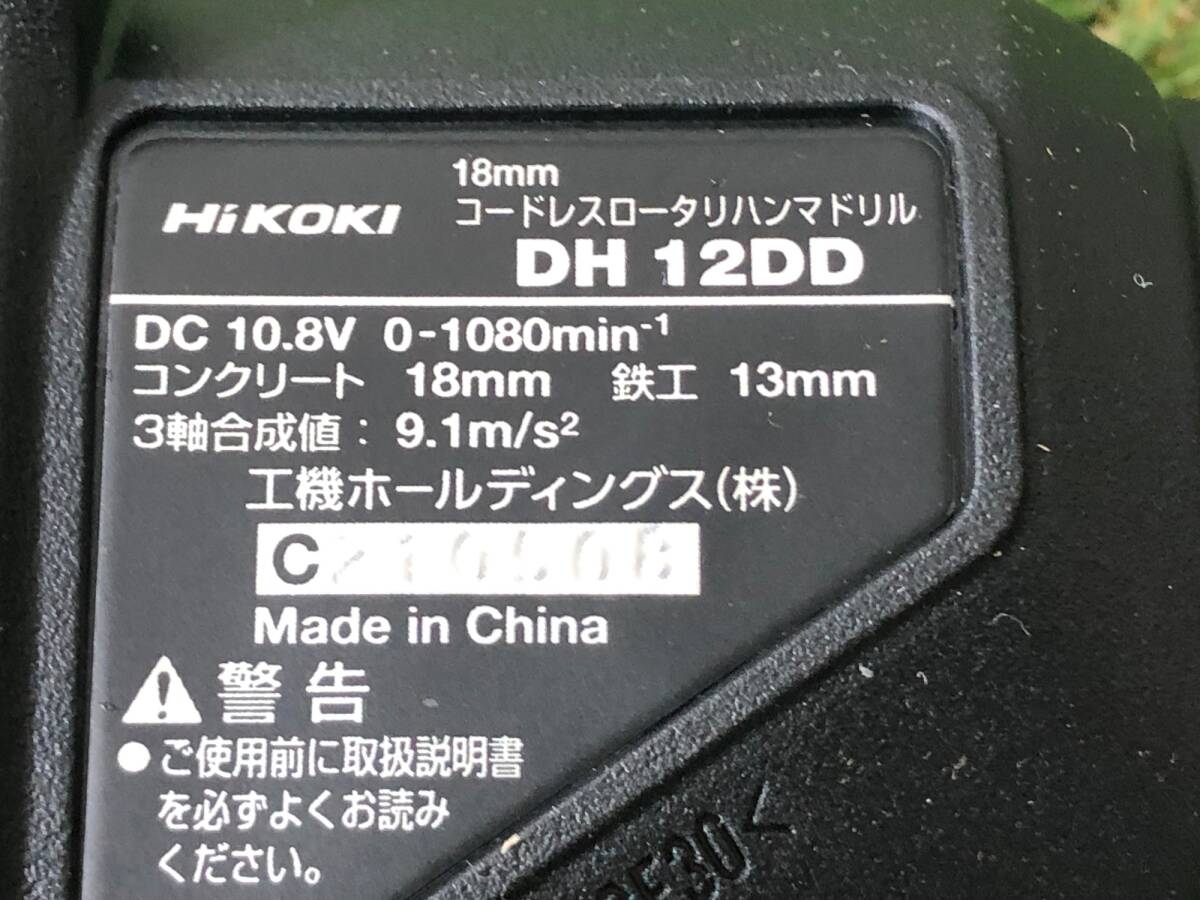 18mm
HiKOKI コードレスロータリハンマドリル
DH 12DD
DC 10.8V 0-1080min⁻¹
コンクリート 18mm 鉄工 13mm
3軸合成値: 9.1m/s²
工機ホールディングス(株)
C
Made in China
警告
●ご使用前に取扱説明書
を必ずよくお読み
ください。